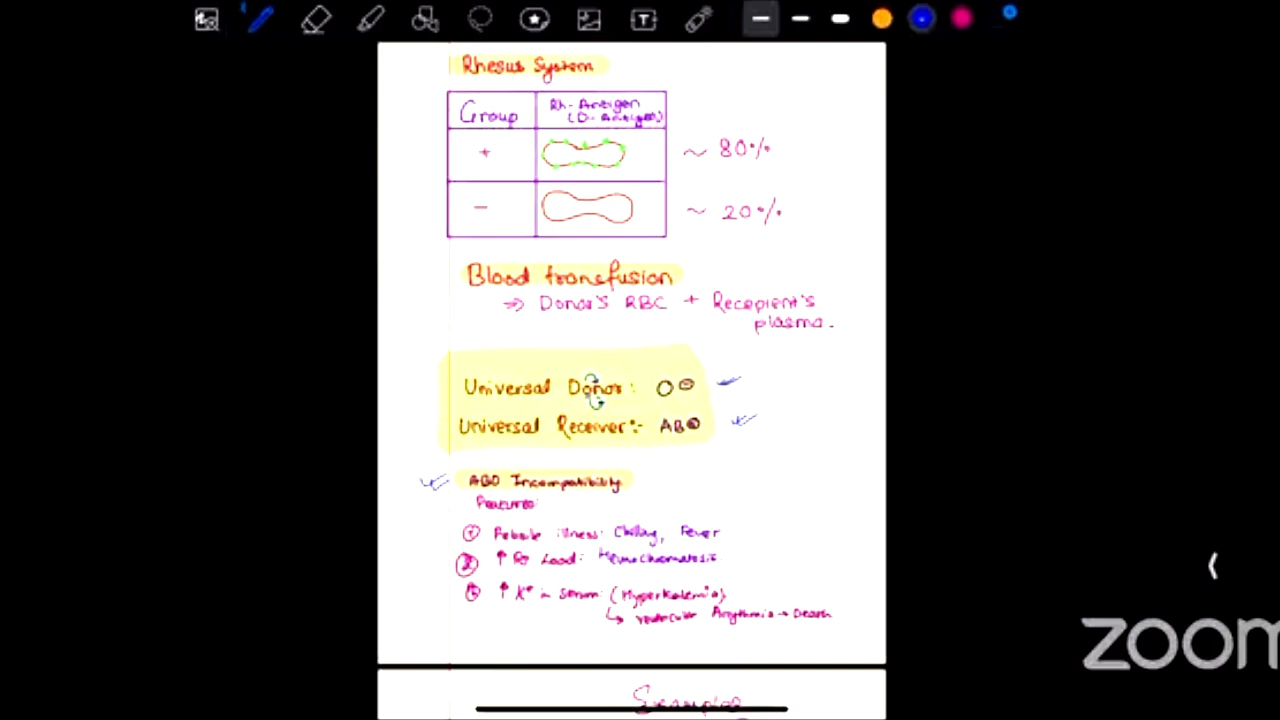 Rhesus System
Group
Rh-Antigen
(D-Antigen)
+
~ 80%
-
~ 20%
Blood transfusion
⇒ Donor's RBC + Recepient's
plasma.
Universal Donor: O⊖
Universal Receiver:- AB⊕
ABO Incompatibility
Features:
① Febrile illness: Chilling, Fever
② ↑ Fe Load: Hemochromatosis
③ ↑ K⁺ in Serum: (Hyperkalemia)
↳ ventricular Arrythmia → Death
Examples
zoom